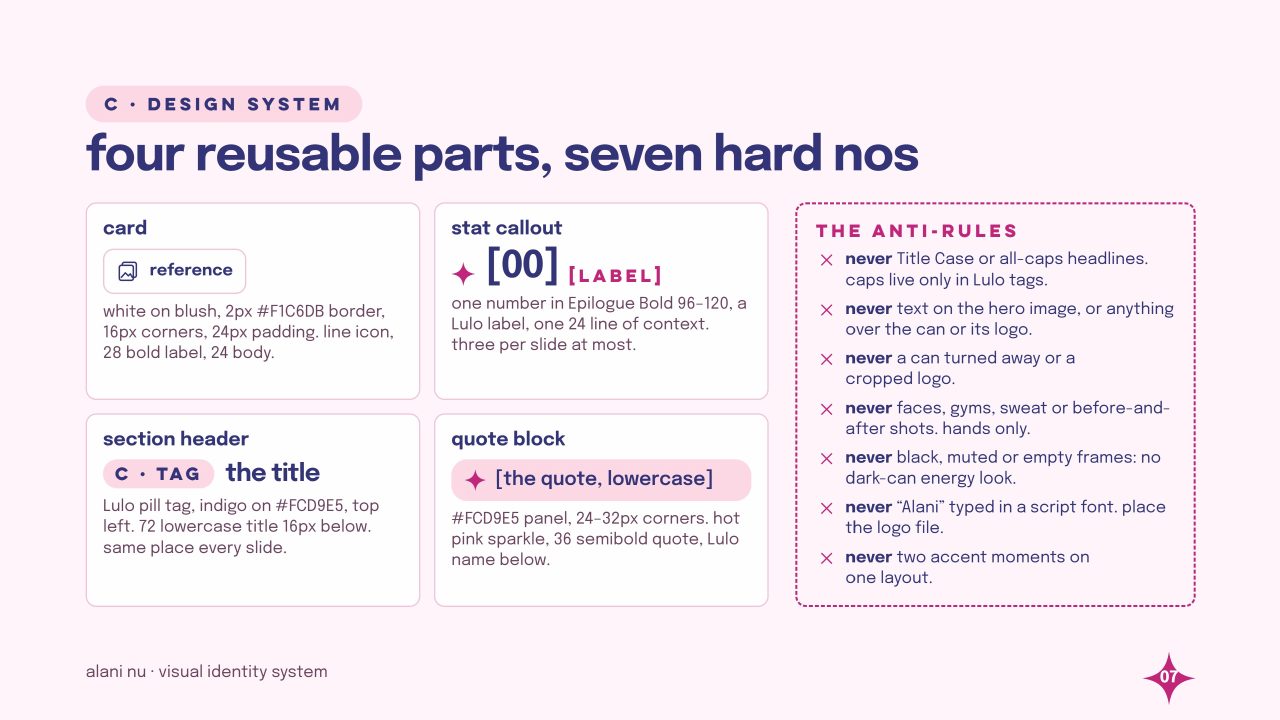 C · DESIGN SYSTEM
four reusable parts, seven hard nos
card
reference
white on blush, 2px #F1C6DB border,
16px corners, 24px padding. line icon,
28 bold label, 24 body.
stat callout
[00] [LABEL]
one number in Epilogue Bold 96–120, a
Lulo label, one 24 line of context.
three per slide at most.
section header
C · TAG the title
Lulo pill tag, indigo on #FCD9E5, top
left. 72 lowercase title 16px below.
same place every slide.
quote block
[the quote, lowercase]
#FCD9E5 panel, 24–32px corners. hot
pink sparkle, 36 semibold quote, Lulo
name below.
THE ANTI-RULES
never Title Case or all-caps headlines.
caps live only in Lulo tags.
never text on the hero image, or anything
over the can or its logo.
never a can turned away or a
cropped logo.
never faces, gyms, sweat or before-and-
after shots. hands only.
never black, muted or empty frames: no
dark-can energy look.
never “Alani” typed in a script font. place
the logo file.
never two accent moments on
one layout.
alani nu · visual identity system
07